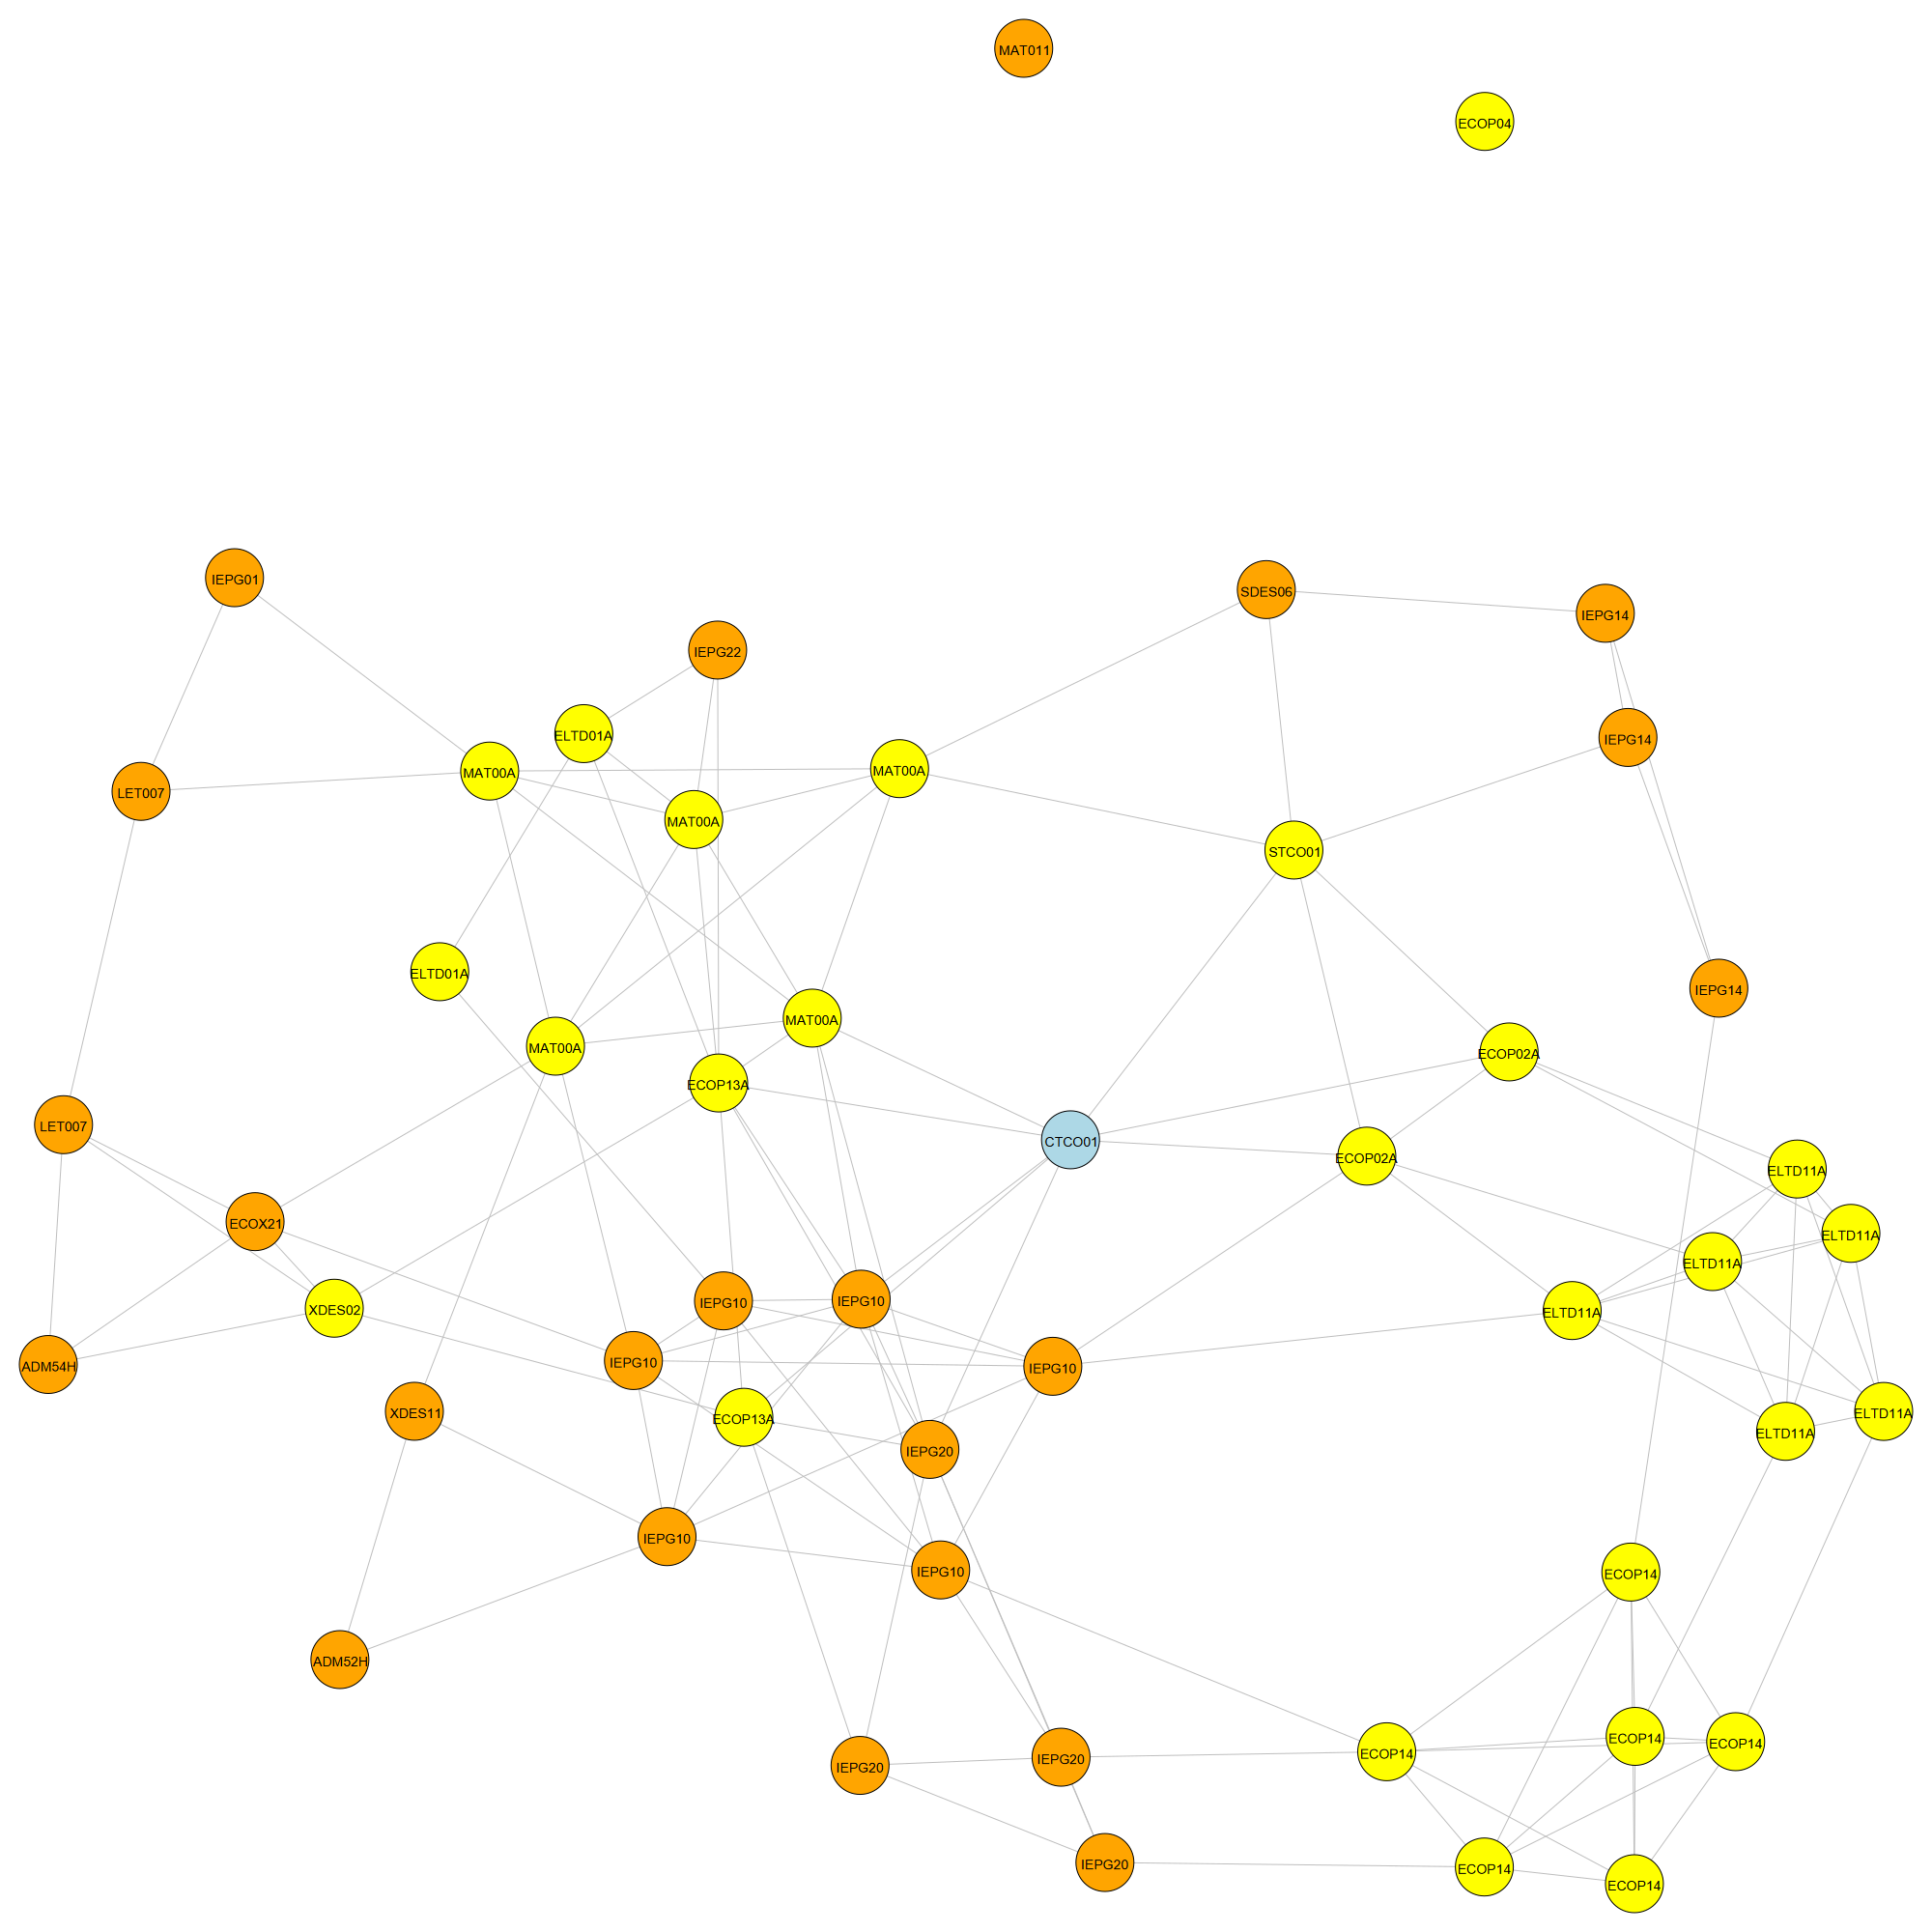 MAT011
ECOP04
IEPG01
SDES06
IEPG14
IEPG22
ELTD01A
IEPG14
MAT00A
MAT00A
LET007
MAT00A
STCO01
ELTD01A
IEPG14
MAT00A
MAT00A
ECOP02A
ECOP13A
LET007
CTCO01
ECOP02A
ELTD11A
ECOX21
ELTD11A
ELTD11A
XDES02
IEPG10
IEPG10
ELTD11A
ADM54H
IEPG10
IEPG10
XDES11
ECOP13A
ELTD11A
ELTD11A
IEPG20
IEPG10
IEPG10
ECOP14
ADM52H
ECOP14
ECOP14
ECOP14
IEPG20
IEPG20
IEPG20
ECOP14
ECOP14